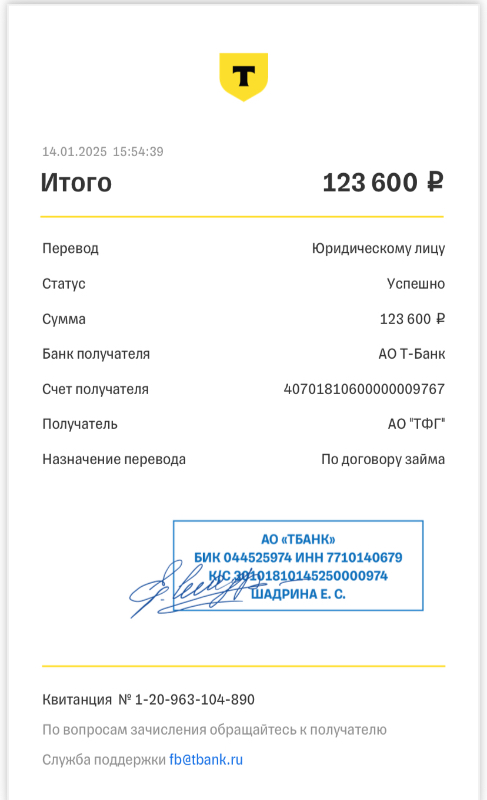 Т
14.01.2025 15:54:39
Итого 123 600 ₽
Перевод Юридическому лицу
Статус Успешно
Сумма 123 600 ₽
Банк получателя АО Т-Банк
Счет получателя 40701810600000009767
Получатель АО "ТФГ"
Назначение перевода По договору займа
АО «ТБАНК»
БИК 044525974 ИНН 7710140679
К/С 30101810145250000974
ШАДРИНА Е. С.
Квитанция № 1-20-963-104-890
По вопросам зачисления обращайтесь к получателю
Служба поддержки fb@tbank.ru